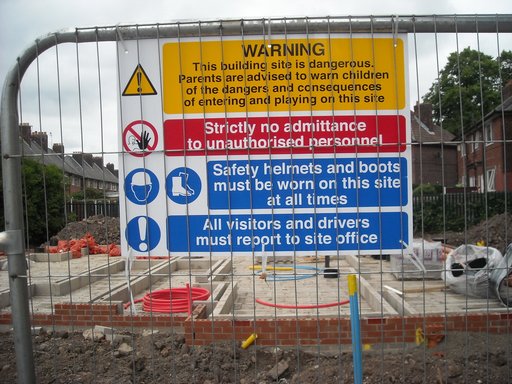 WARNING
This building site is dangerous.
Parents are advised to warn children
of the dangers and consequences
of entering and playing on this site
Strictly no admittance
to unauthorised personnel
Safety helmets and boots
must be worn on this site
at all times
All visitors and drivers
must report to site office